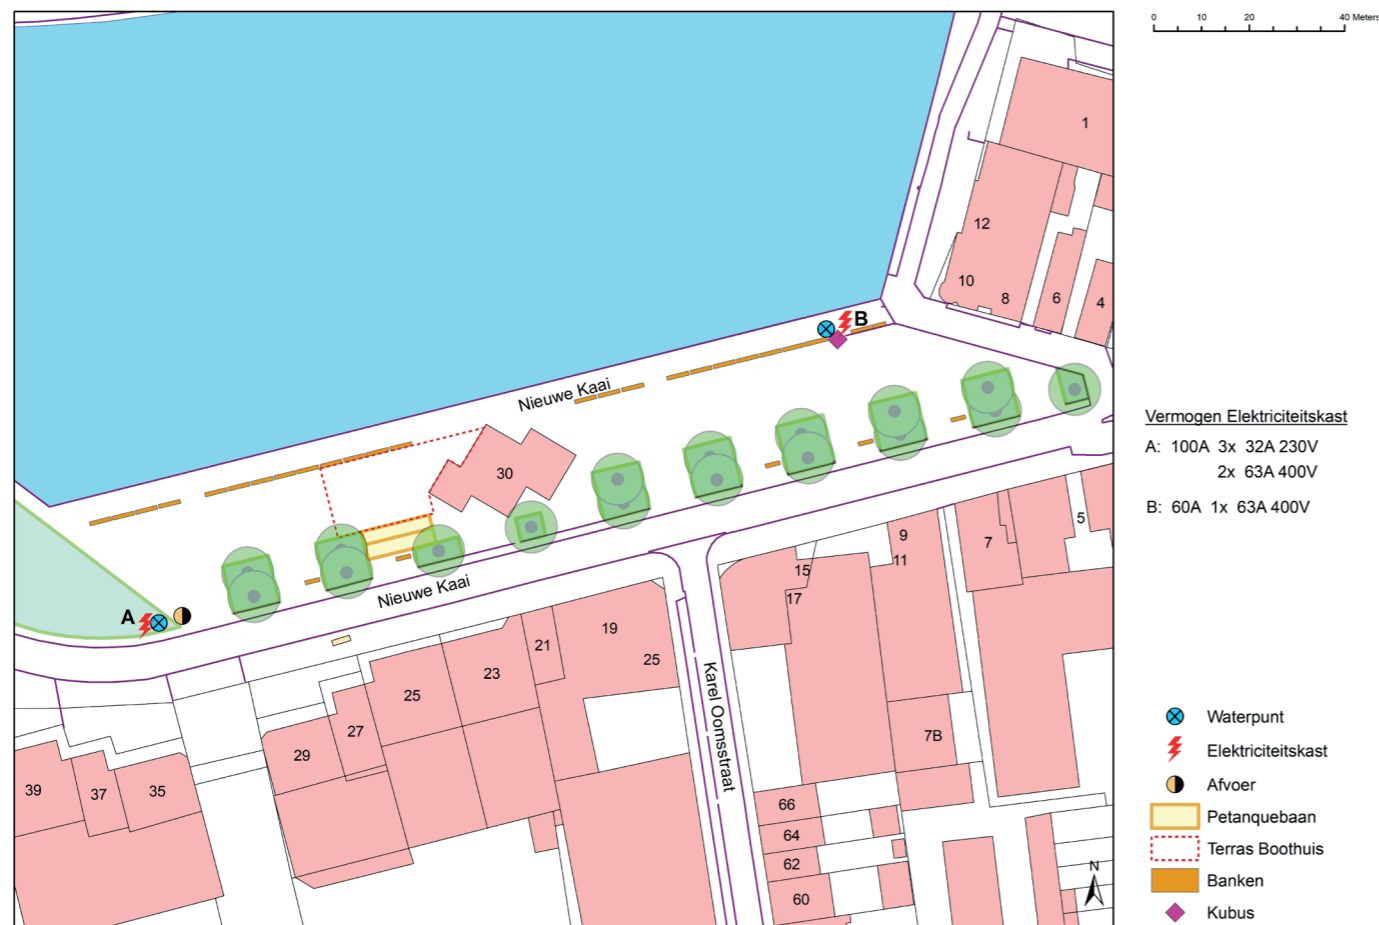 0 10 20 40 Meters
1
12
10
8
6
4
B
Nieuwe Kaai
30
Vermogen Elektriciteitskast
A: 100A 3x 32A 230V
2x 63A 400V
B: 60A 1x 63A 400V
A
Nieuwe Kaai
5
9
7
11
15
17
19
21
25
23
25
27
29
Karel Oomsstraat
7B
39
37
35
66
64
62
60
Waterpunt
Elektriciteitskast
Afvoer
Petanquebaan
Terras Boothuis
Banken
Kubus
N